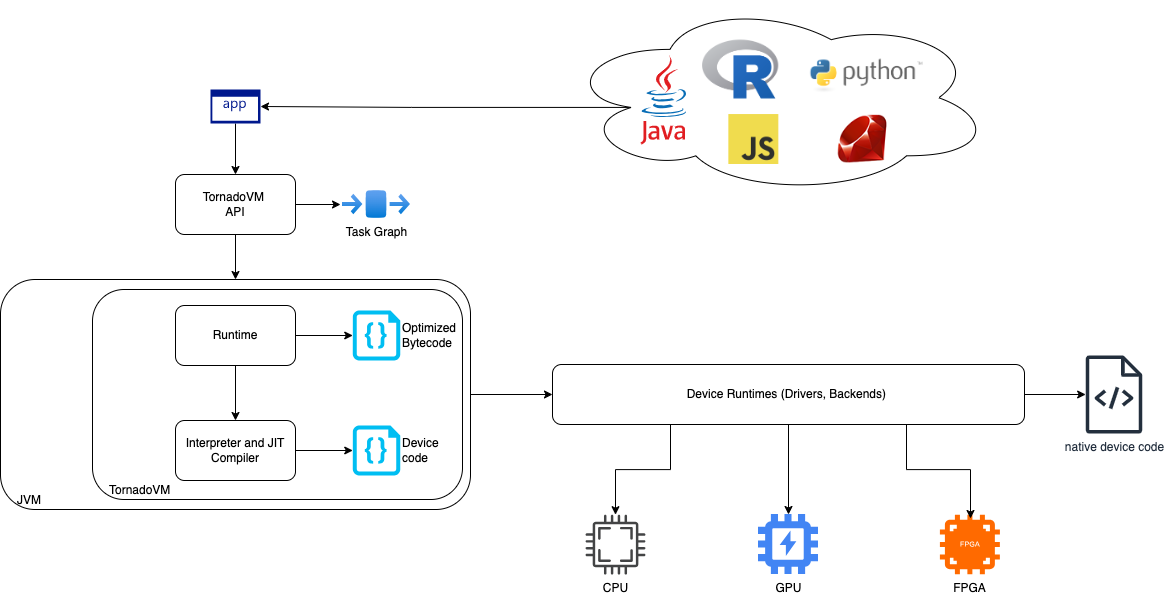 R
python™
Java
JS
app
TornadoVM
API
Task Graph
Runtime
Optimized
Bytecode
Interpreter and JIT
Compiler
Device
code
TornadoVM
JVM
Device Runtimes (Drivers, Backends)
</>
native device code
CPU
GPU
FPGA
FPGA